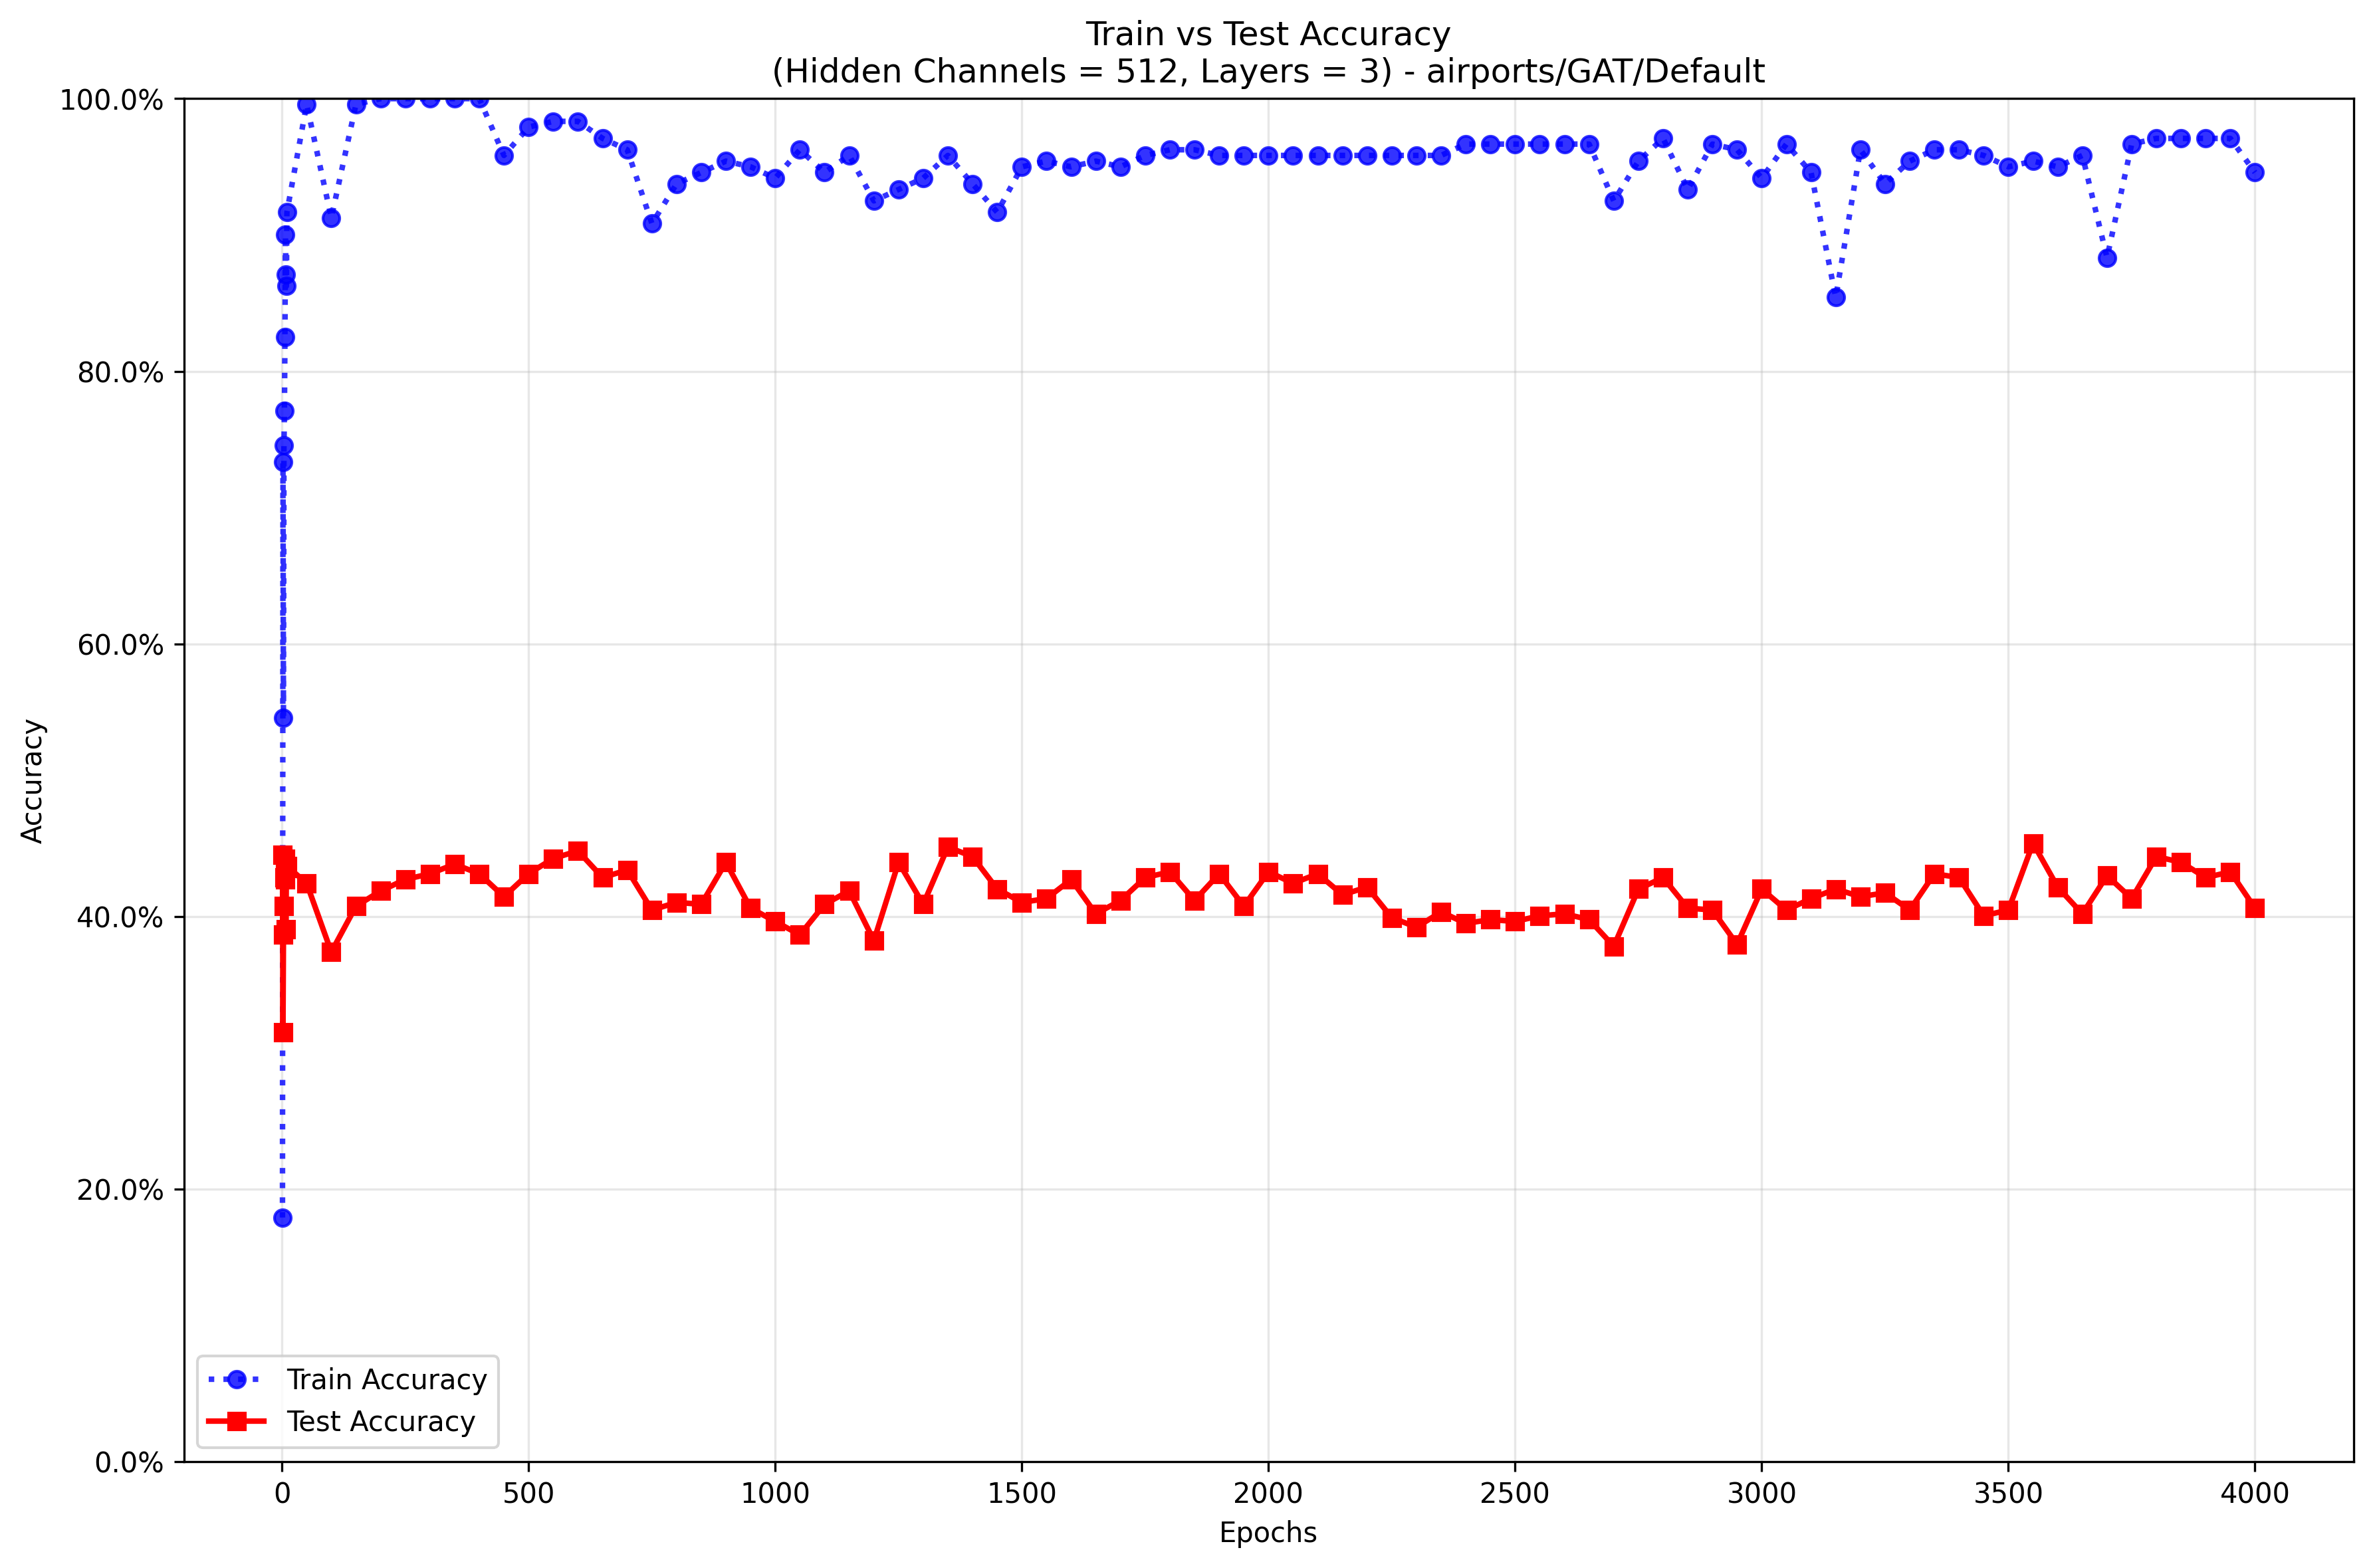 Train vs Test Accuracy
(Hidden Channels = 512, Layers = 3) - airports/GAT/Default
100.0%
80.0%
60.0%
40.0%
20.0%
0.0%
Accuracy
Train Accuracy
Test Accuracy
0 500 1000 1500 2000 2500 3000 3500 4000
Epochs